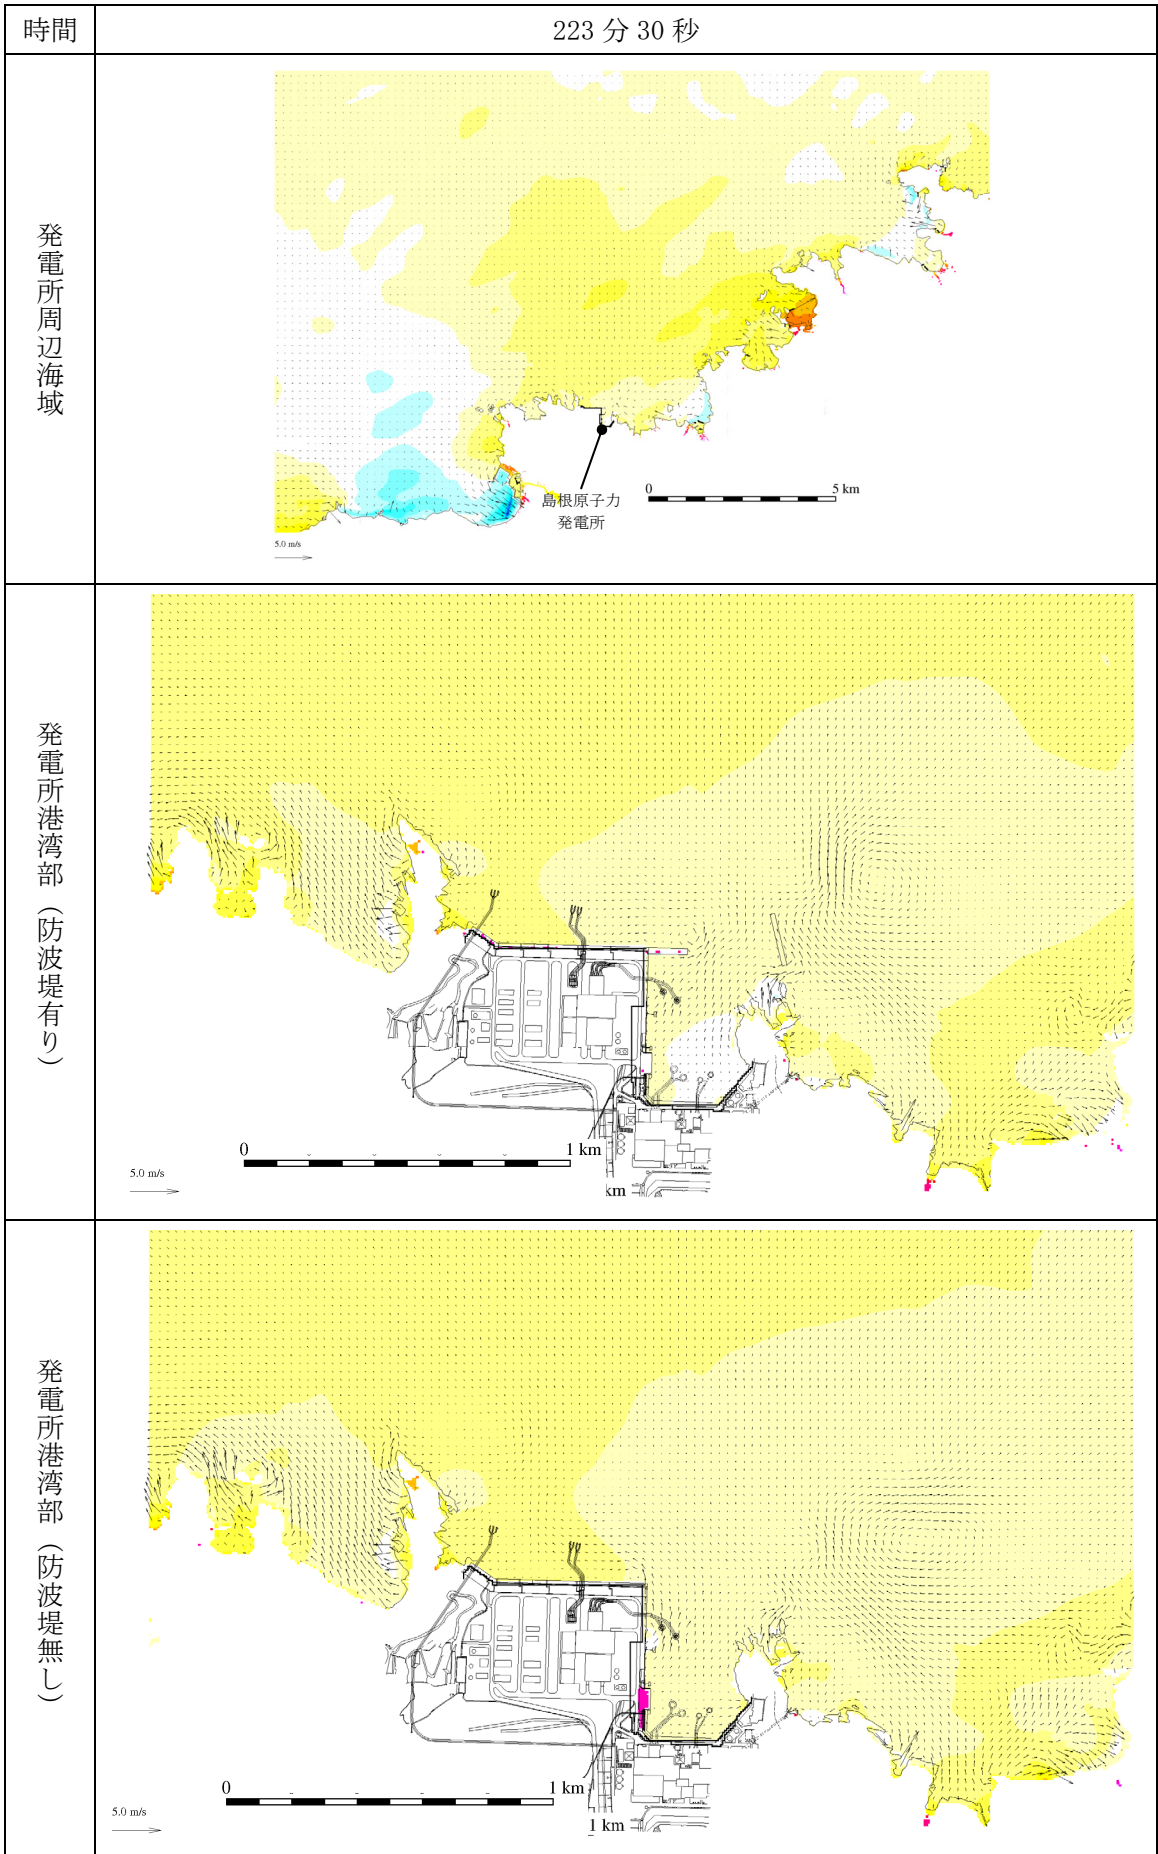 時間
223 分 30 秒
発電所周辺海域
島根原子力
発電所
0
5 km
5.0 m/s
発電所港湾部（防波堤有り）
0
1 km
km
5.0 m/s
発電所港湾部（防波堤無し）
0
1 km
1 km
5.0 m/s